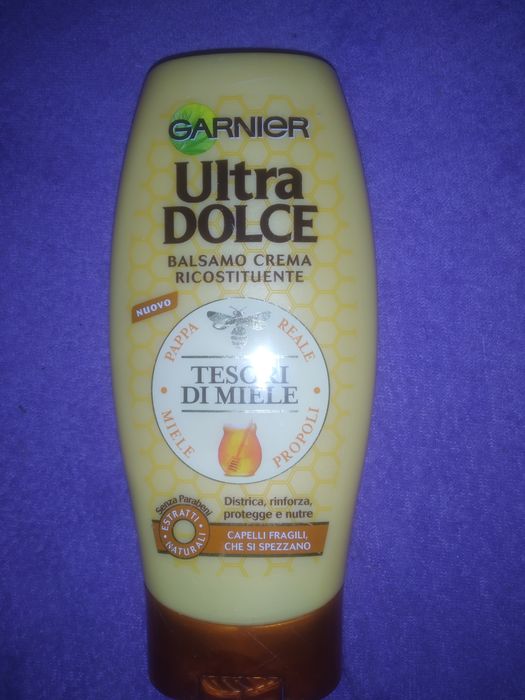 GARNIER
Ultra
DOLCE
BALSAMO CREMA
RICOSTITUENTE
NUOVO
PAPPA REALE
TESORI
DI MIELE
MIELE PROPOLI
Senza Parabeni
ESTRATTI NATURALI
Districa, rinforza,
protegge e nutre
CAPELLI FRAGILI,
CHE SI SPEZZANO